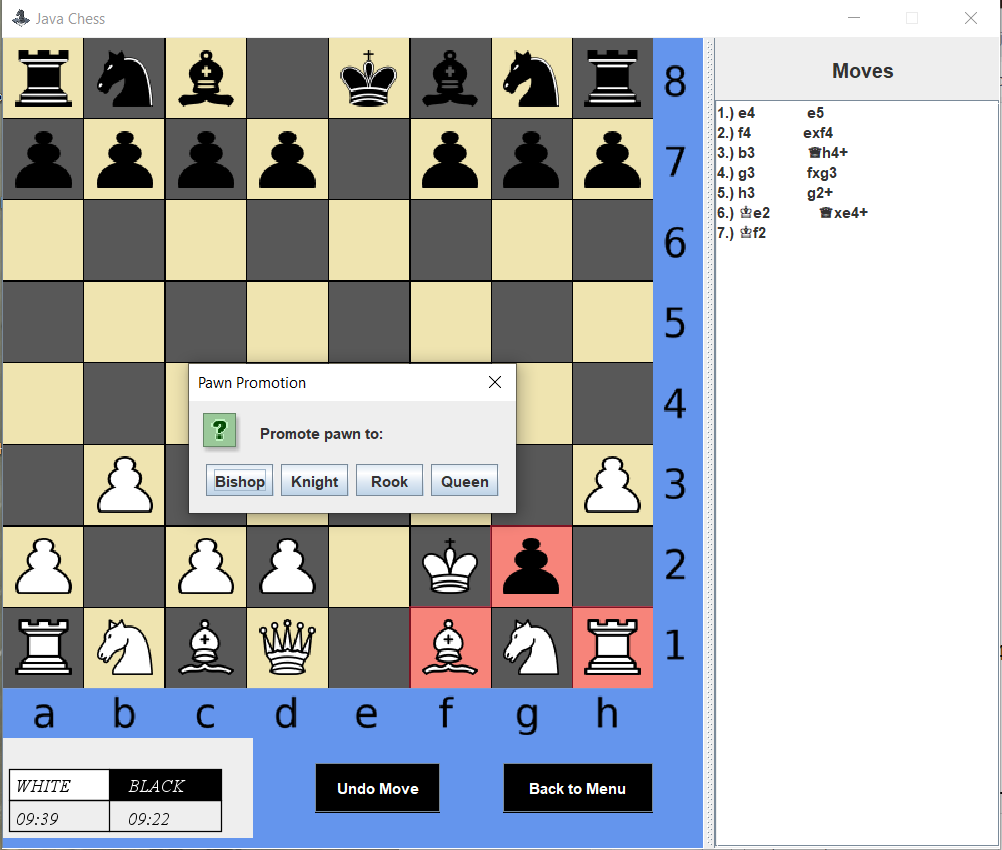 Java Chess
8
7
6
5
4
3
2
1
a b c d e f g h
Pawn Promotion
Promote pawn to:
Bishop Knight Rook Queen
WHITE BLACK
09:39 09:22
Undo Move
Back to Menu
Moves
1.) e4 e5
2.) f4 exf4
3.) b3 ♕h4+
4.) g3 fxg3
5.) h3 g2+
6.) ♔e2 ♕xe4+
7.) ♔f2